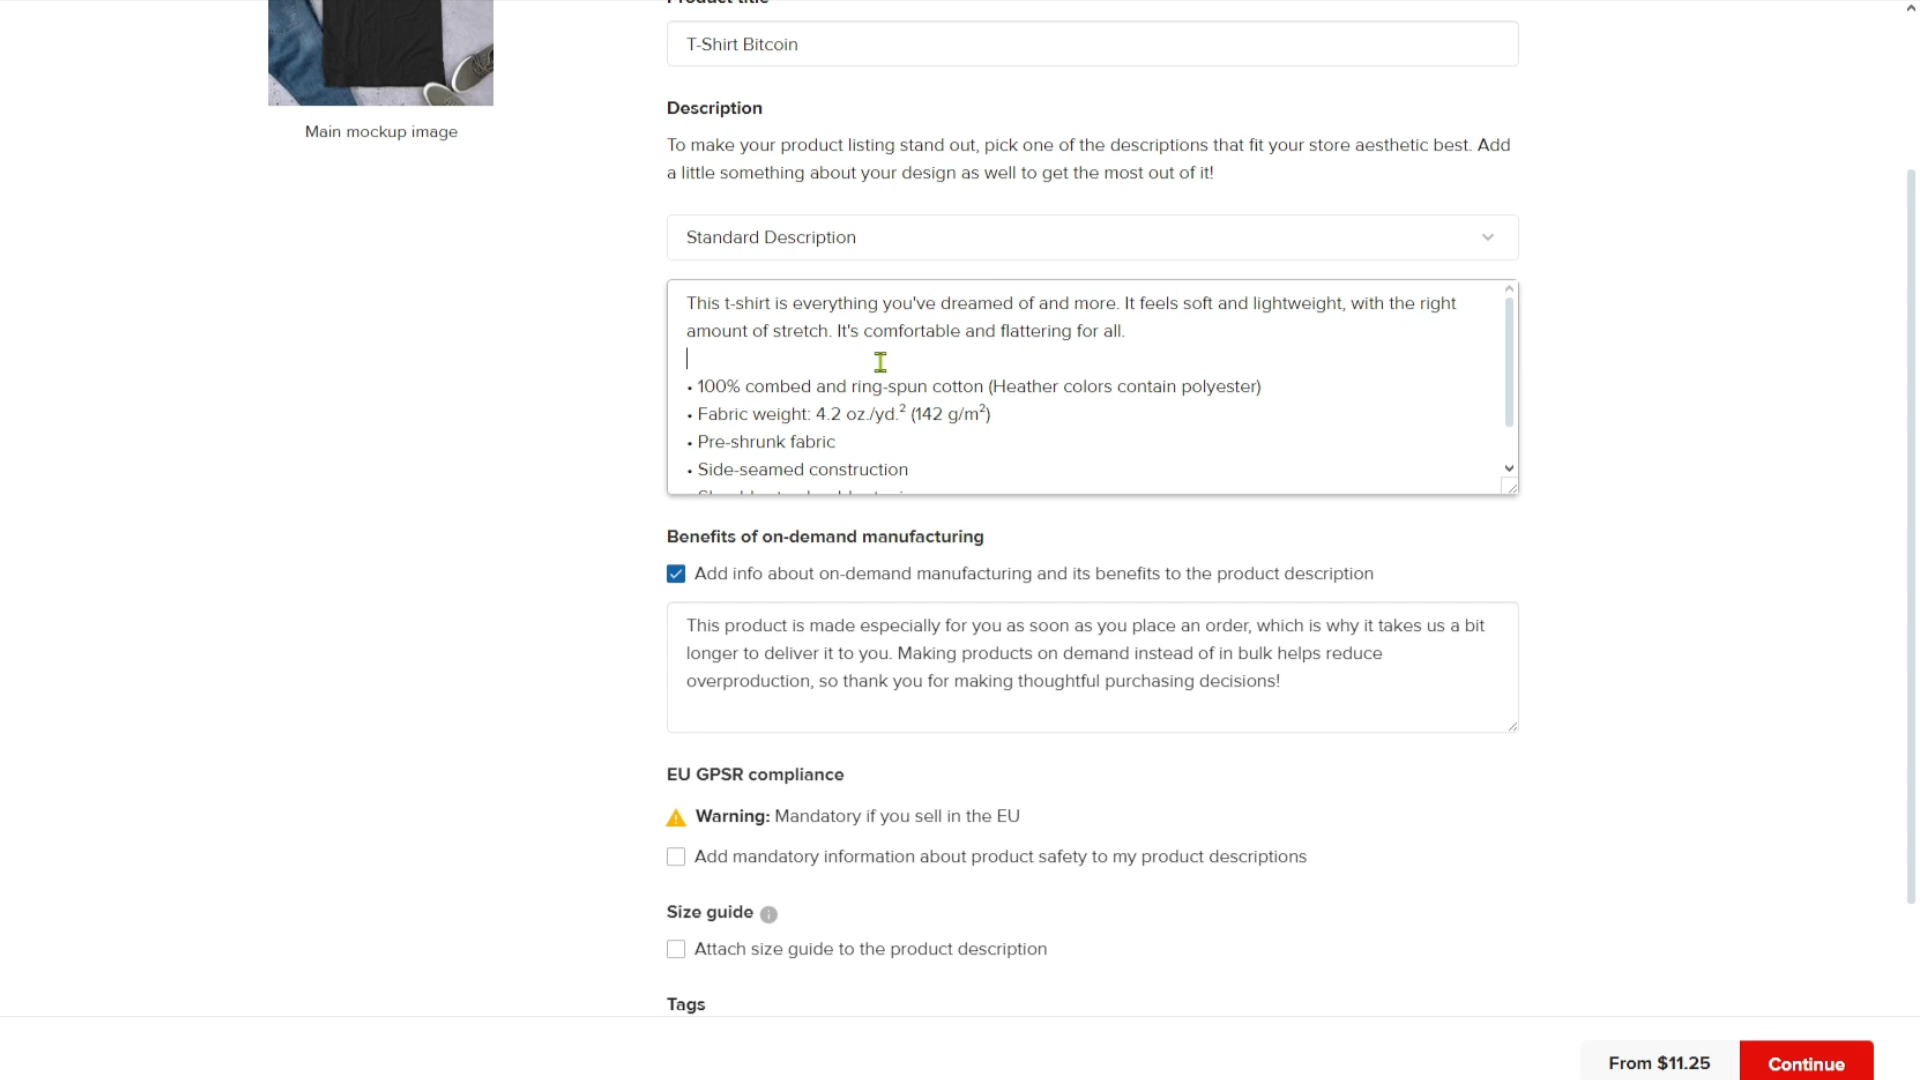 Product title
T-Shirt Bitcoin
Description
To make your product listing stand out, pick one of the descriptions that fit your store aesthetic best. Add
a little something about your design as well to get the most out of it!
Standard Description
This t-shirt is everything you've dreamed of and more. It feels soft and lightweight, with the right
amount of stretch. It's comfortable and flattering for all.
• 100% combed and ring-spun cotton (Heather colors contain polyester)
• Fabric weight: 4.2 oz./yd.² (142 g/m²)
• Pre-shrunk fabric
• Side-seamed construction
Main mockup image
Benefits of on-demand manufacturing
Add info about on-demand manufacturing and its benefits to the product description
This product is made especially for you as soon as you place an order, which is why it takes us a bit
longer to deliver it to you. Making products on demand instead of in bulk helps reduce
overproduction, so thank you for making thoughtful purchasing decisions!
EU GPSR compliance
Warning: Mandatory if you sell in the EU
Add mandatory information about product safety to my product descriptions
Size guide
Attach size guide to the product description
Tags
From $11.25
Continue